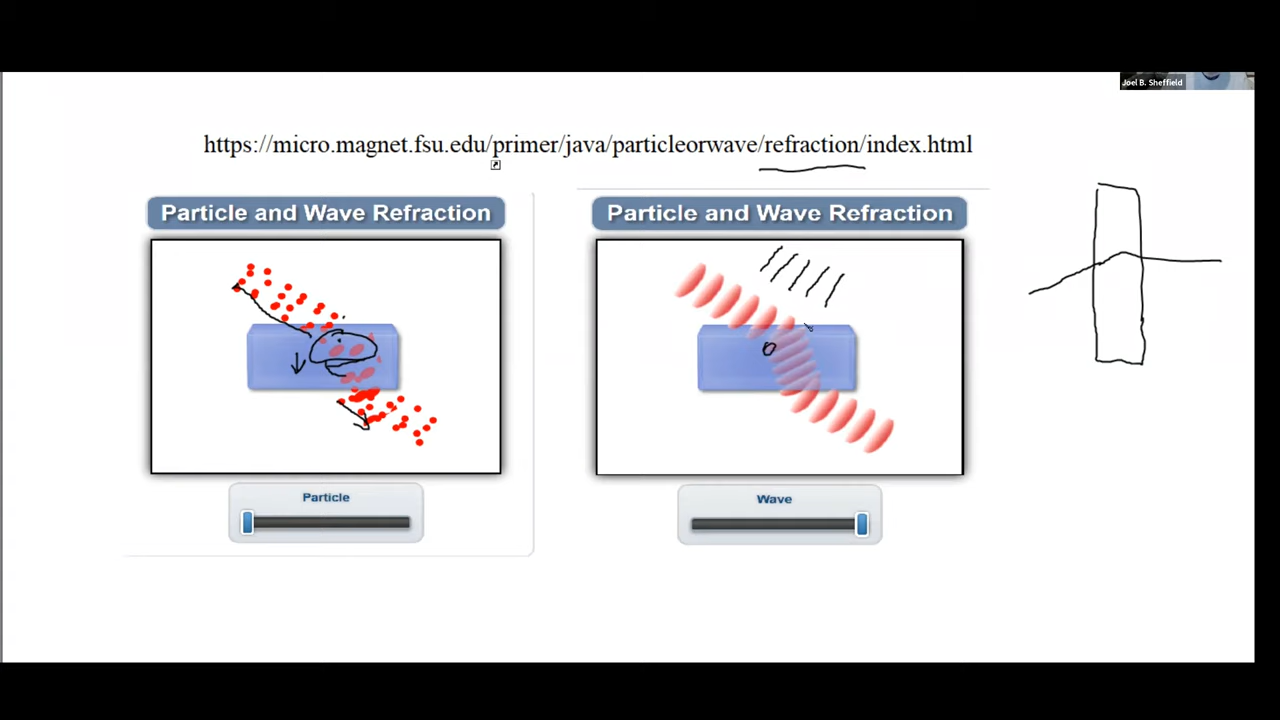 Joel B. Sheffield
https://micro.magnet.fsu.edu/primer/java/particleorwave/refraction/index.html
Particle and Wave Refraction
Particle and Wave Refraction
Particle
Wave